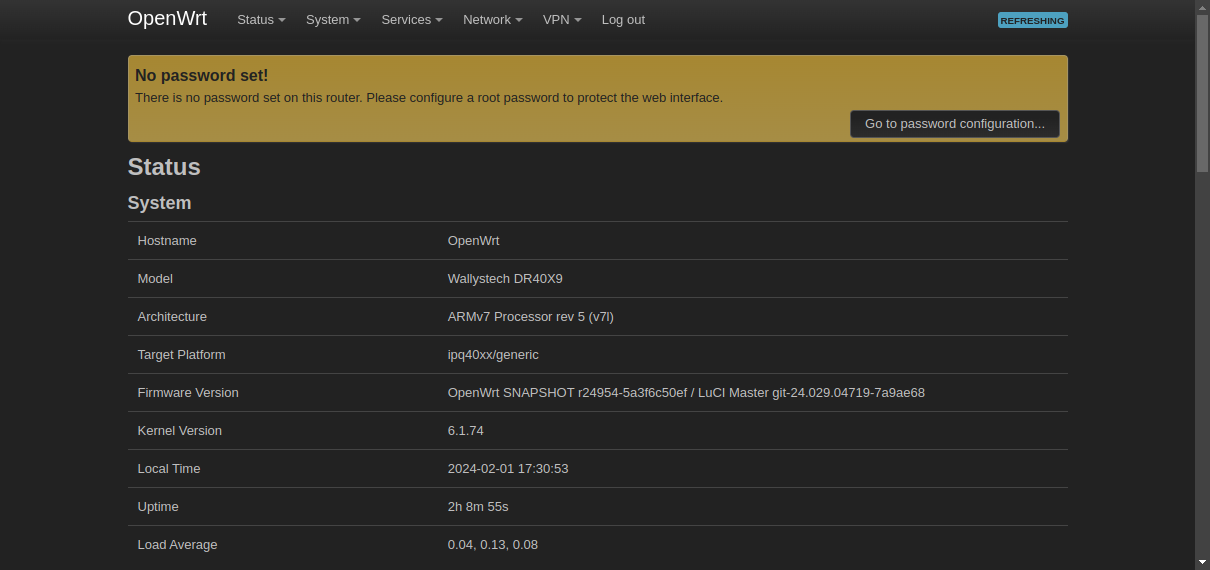 OpenWrt Status System Services Network VPN Log out REFRESHING
No password set!
There is no password set on this router. Please configure a root password to protect the web interface.
Go to password configuration...
Status
System
Hostname OpenWrt
Model Wallystech DR40X9
Architecture ARMv7 Processor rev 5 (v7l)
Target Platform ipq40xx/generic
Firmware Version OpenWrt SNAPSHOT r24954-5a3f6c50ef / LuCI Master git-24.029.04719-7a9ae68
Kernel Version 6.1.74
Local Time 2024-02-01 17:30:53
Uptime 2h 8m 55s
Load Average 0.04, 0.13, 0.08